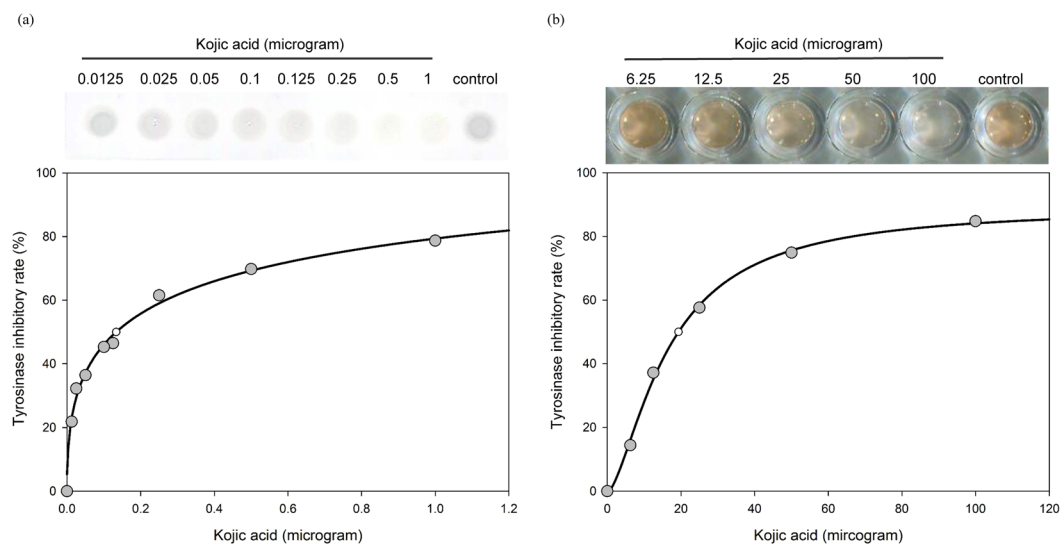 (a)
Kojic acid (microgram)
0.0125 0.025 0.05 0.1 0.125 0.25 0.5 1 control
100
80
60
40
20
0
Tyrosinase inhibitory rate (%)
0.0 0.2 0.4 0.6 0.8 1.0 1.2
Kojic acid (microgram)
(b)
Kojic acid (microgram)
6.25 12.5 25 50 100 control
100
80
60
40
20
0
Tyrosinase inhibitory rate (%)
0 20 40 60 80 100 120
Kojic acid (mircogram)